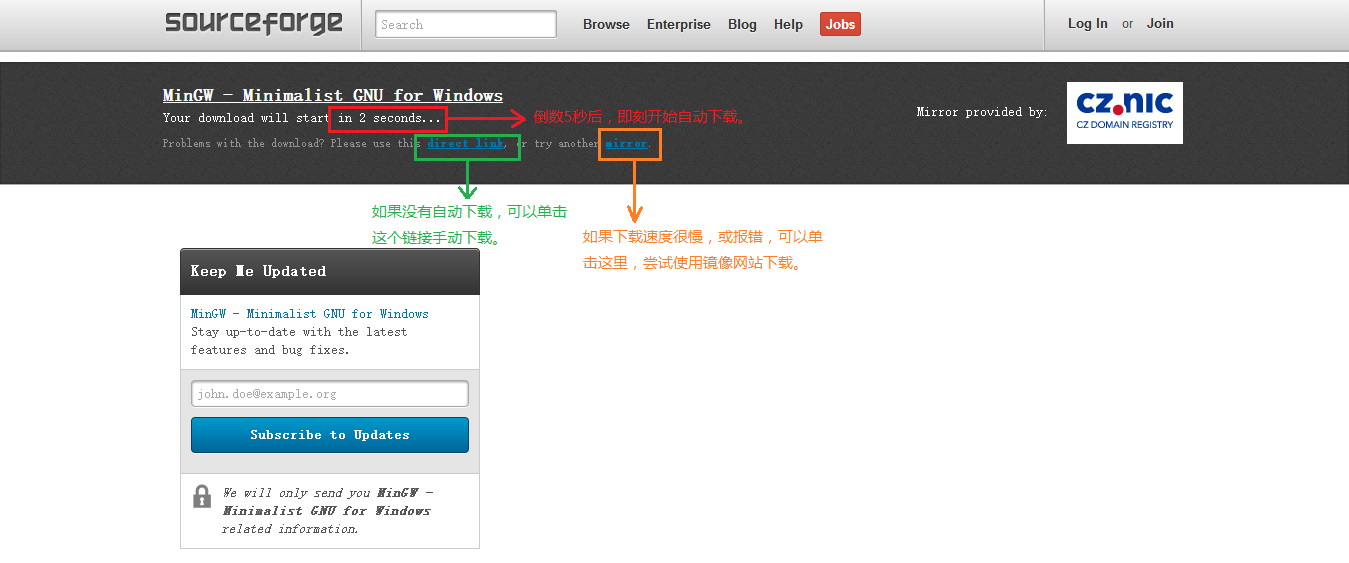 sourceforge
Search
Browse Enterprise Blog Help Jobs
Log In or Join
MinGW - Minimalist GNU for Windows
Your download will start in 2 seconds...
倒数5秒后，即刻开始自动下载。
Problems with the download? Please use this direct link, or try another mirror.
Mirror provided by:
CZ.NIC
CZ DOMAIN REGISTRY
如果没有自动下载，可以单击
这个链接手动下载。
如果下载速度很慢，或报错，可以单
击这里，尝试使用镜像网站下载。
Keep Me Updated
MinGW - Minimalist GNU for Windows
Stay up-to-date with the latest
features and bug fixes.
john.doe@example.org
Subscribe to Updates
We will only send you MinGW -
Minimalist GNU for Windows
related information.